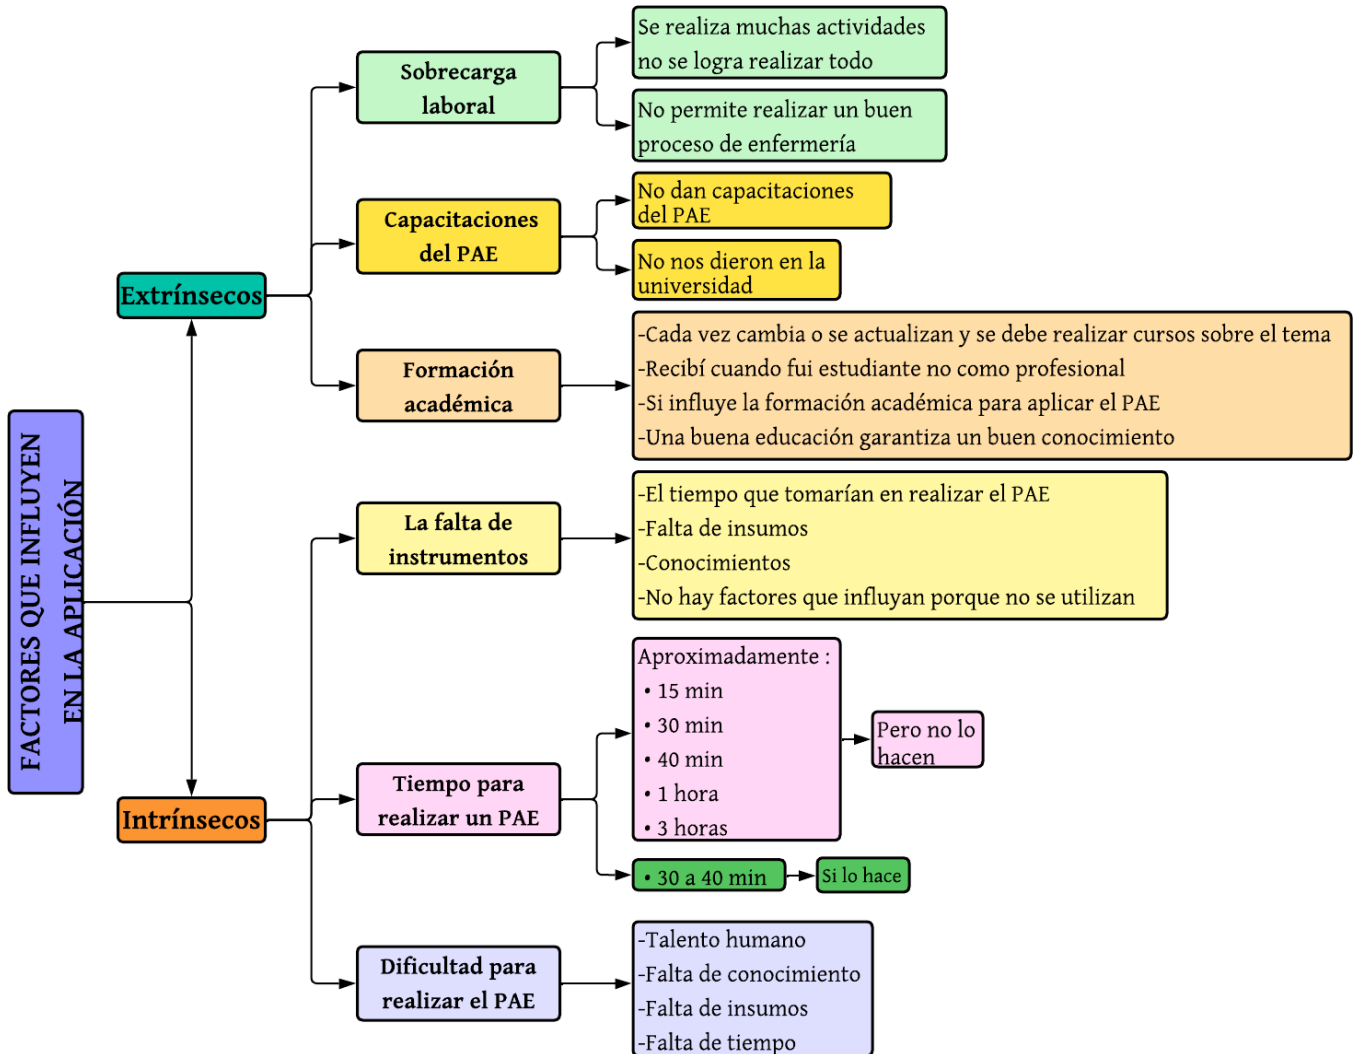 FACTORES QUE INFLUYEN
EN LA APLICACIÓN
Extrínsecos
Sobrecarga
laboral
Se realiza muchas actividades
no se logra realizar todo
No permite realizar un buen
proceso de enfermería
Capacitaciones
del PAE
No dan capacitaciones
del PAE
No nos dieron en la
universidad
Formación
académica
-Cada vez cambia o se actualizan y se debe realizar cursos sobre el tema
-Recibí cuando fui estudiante no como profesional
-Si influye la formación académica para aplicar el PAE
-Una buena educación garantiza un buen conocimiento
Intrínsecos
La falta de
instrumentos
-El tiempo que tomarían en realizar el PAE
-Falta de insumos
-Conocimientos
-No hay factores que influyan porque no se utilizan
Tiempo para
realizar un PAE
Aproximadamente :
• 15 min
• 30 min
• 40 min
• 1 hora
• 3 horas
Pero no lo
hacen
• 30 a 40 min
Si lo hace
Dificultad para
realizar el PAE
-Talento humano
-Falta de conocimiento
-Falta de insumos
-Falta de tiempo